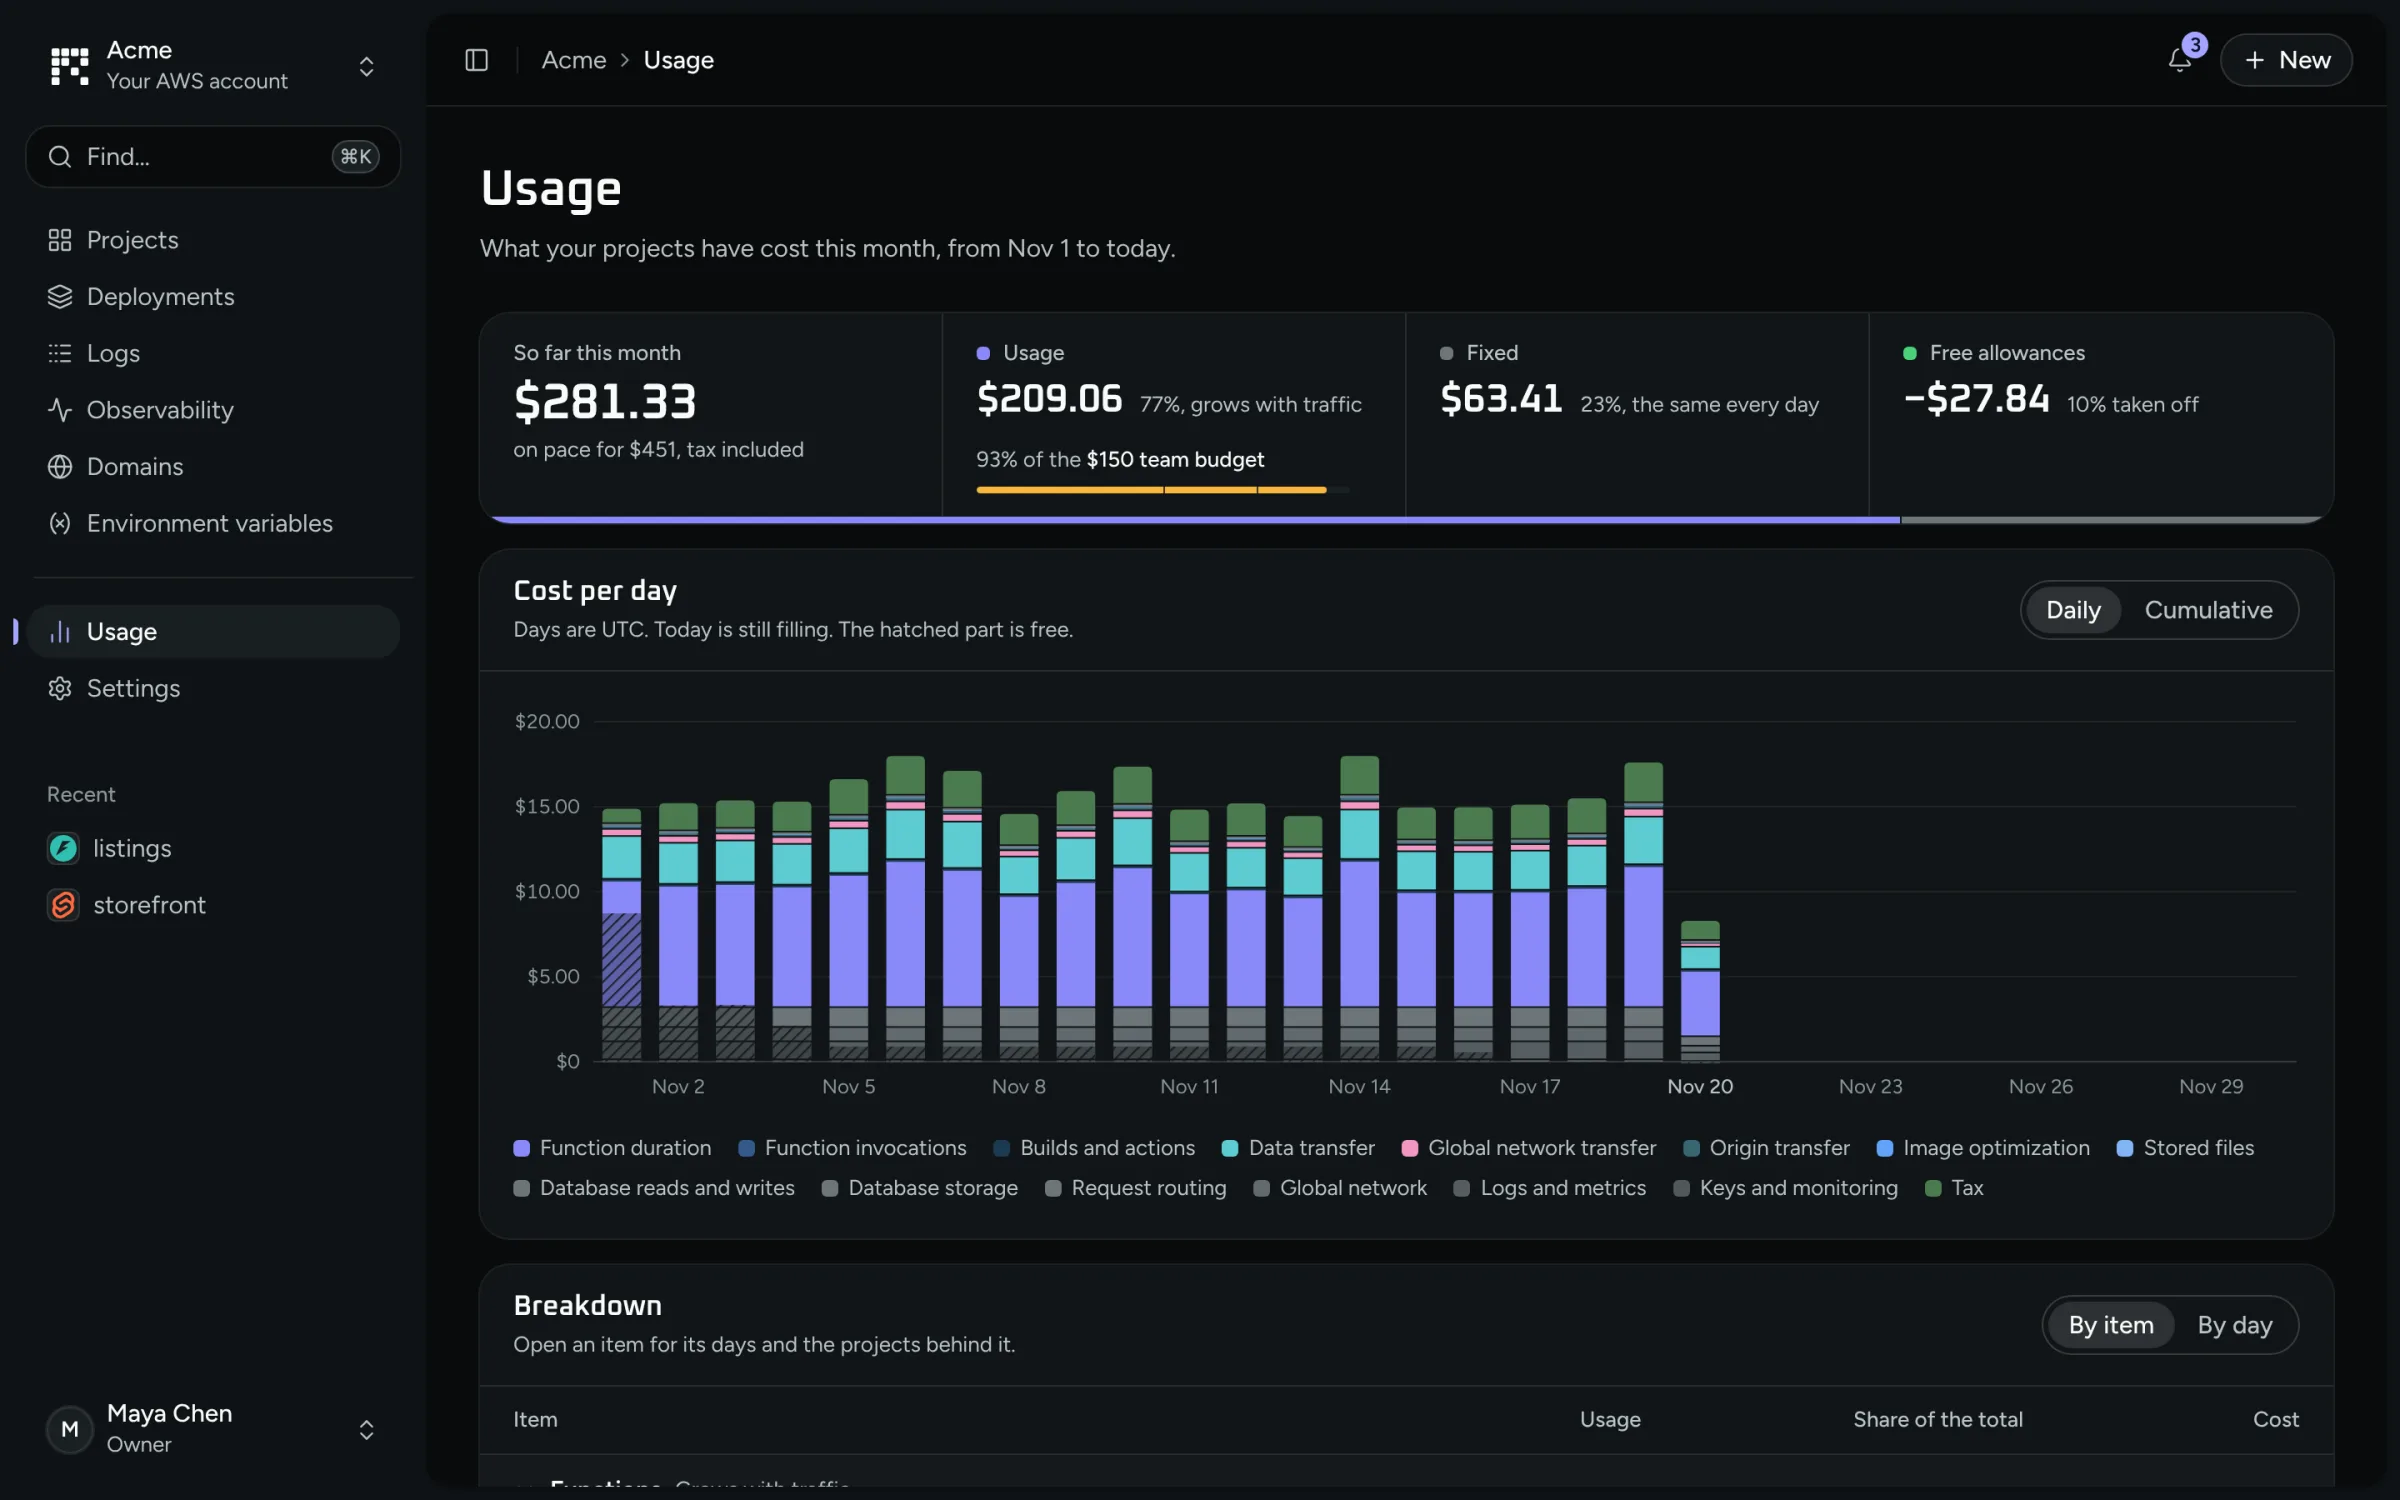 Acme
Your AWS account
Find...
⌘K
Projects
Deployments
Logs
Observability
Domains
Environment variables
Usage
Settings
Recent
listings
storefront
M
Maya Chen
Owner
Acme > Usage
3
+ New
Usage
What your projects have cost this month, from Nov 1 to today.
So far this month
$281.33
on pace for $451, tax included
Usage
$209.06 77%, grows with traffic
93% of the $150 team budget
Fixed
$63.41 23%, the same every day
Free allowances
−$27.84 10% taken off
Cost per day
Days are UTC. Today is still filling. The hatched part is free.
Daily Cumulative
$20.00
$15.00
$10.00
$5.00
$0
Nov 2 Nov 5 Nov 8 Nov 11 Nov 14 Nov 17 Nov 20 Nov 23 Nov 26 Nov 29
Function duration Function invocations Builds and actions Data transfer Global network transfer Origin transfer Image optimization Stored files
Database reads and writes Database storage Request routing Global network Logs and metrics Keys and monitoring Tax
Breakdown
Open an item for its days and the projects behind it.
By item By day
Item Usage Share of the total Cost
Functions Grows with traffic